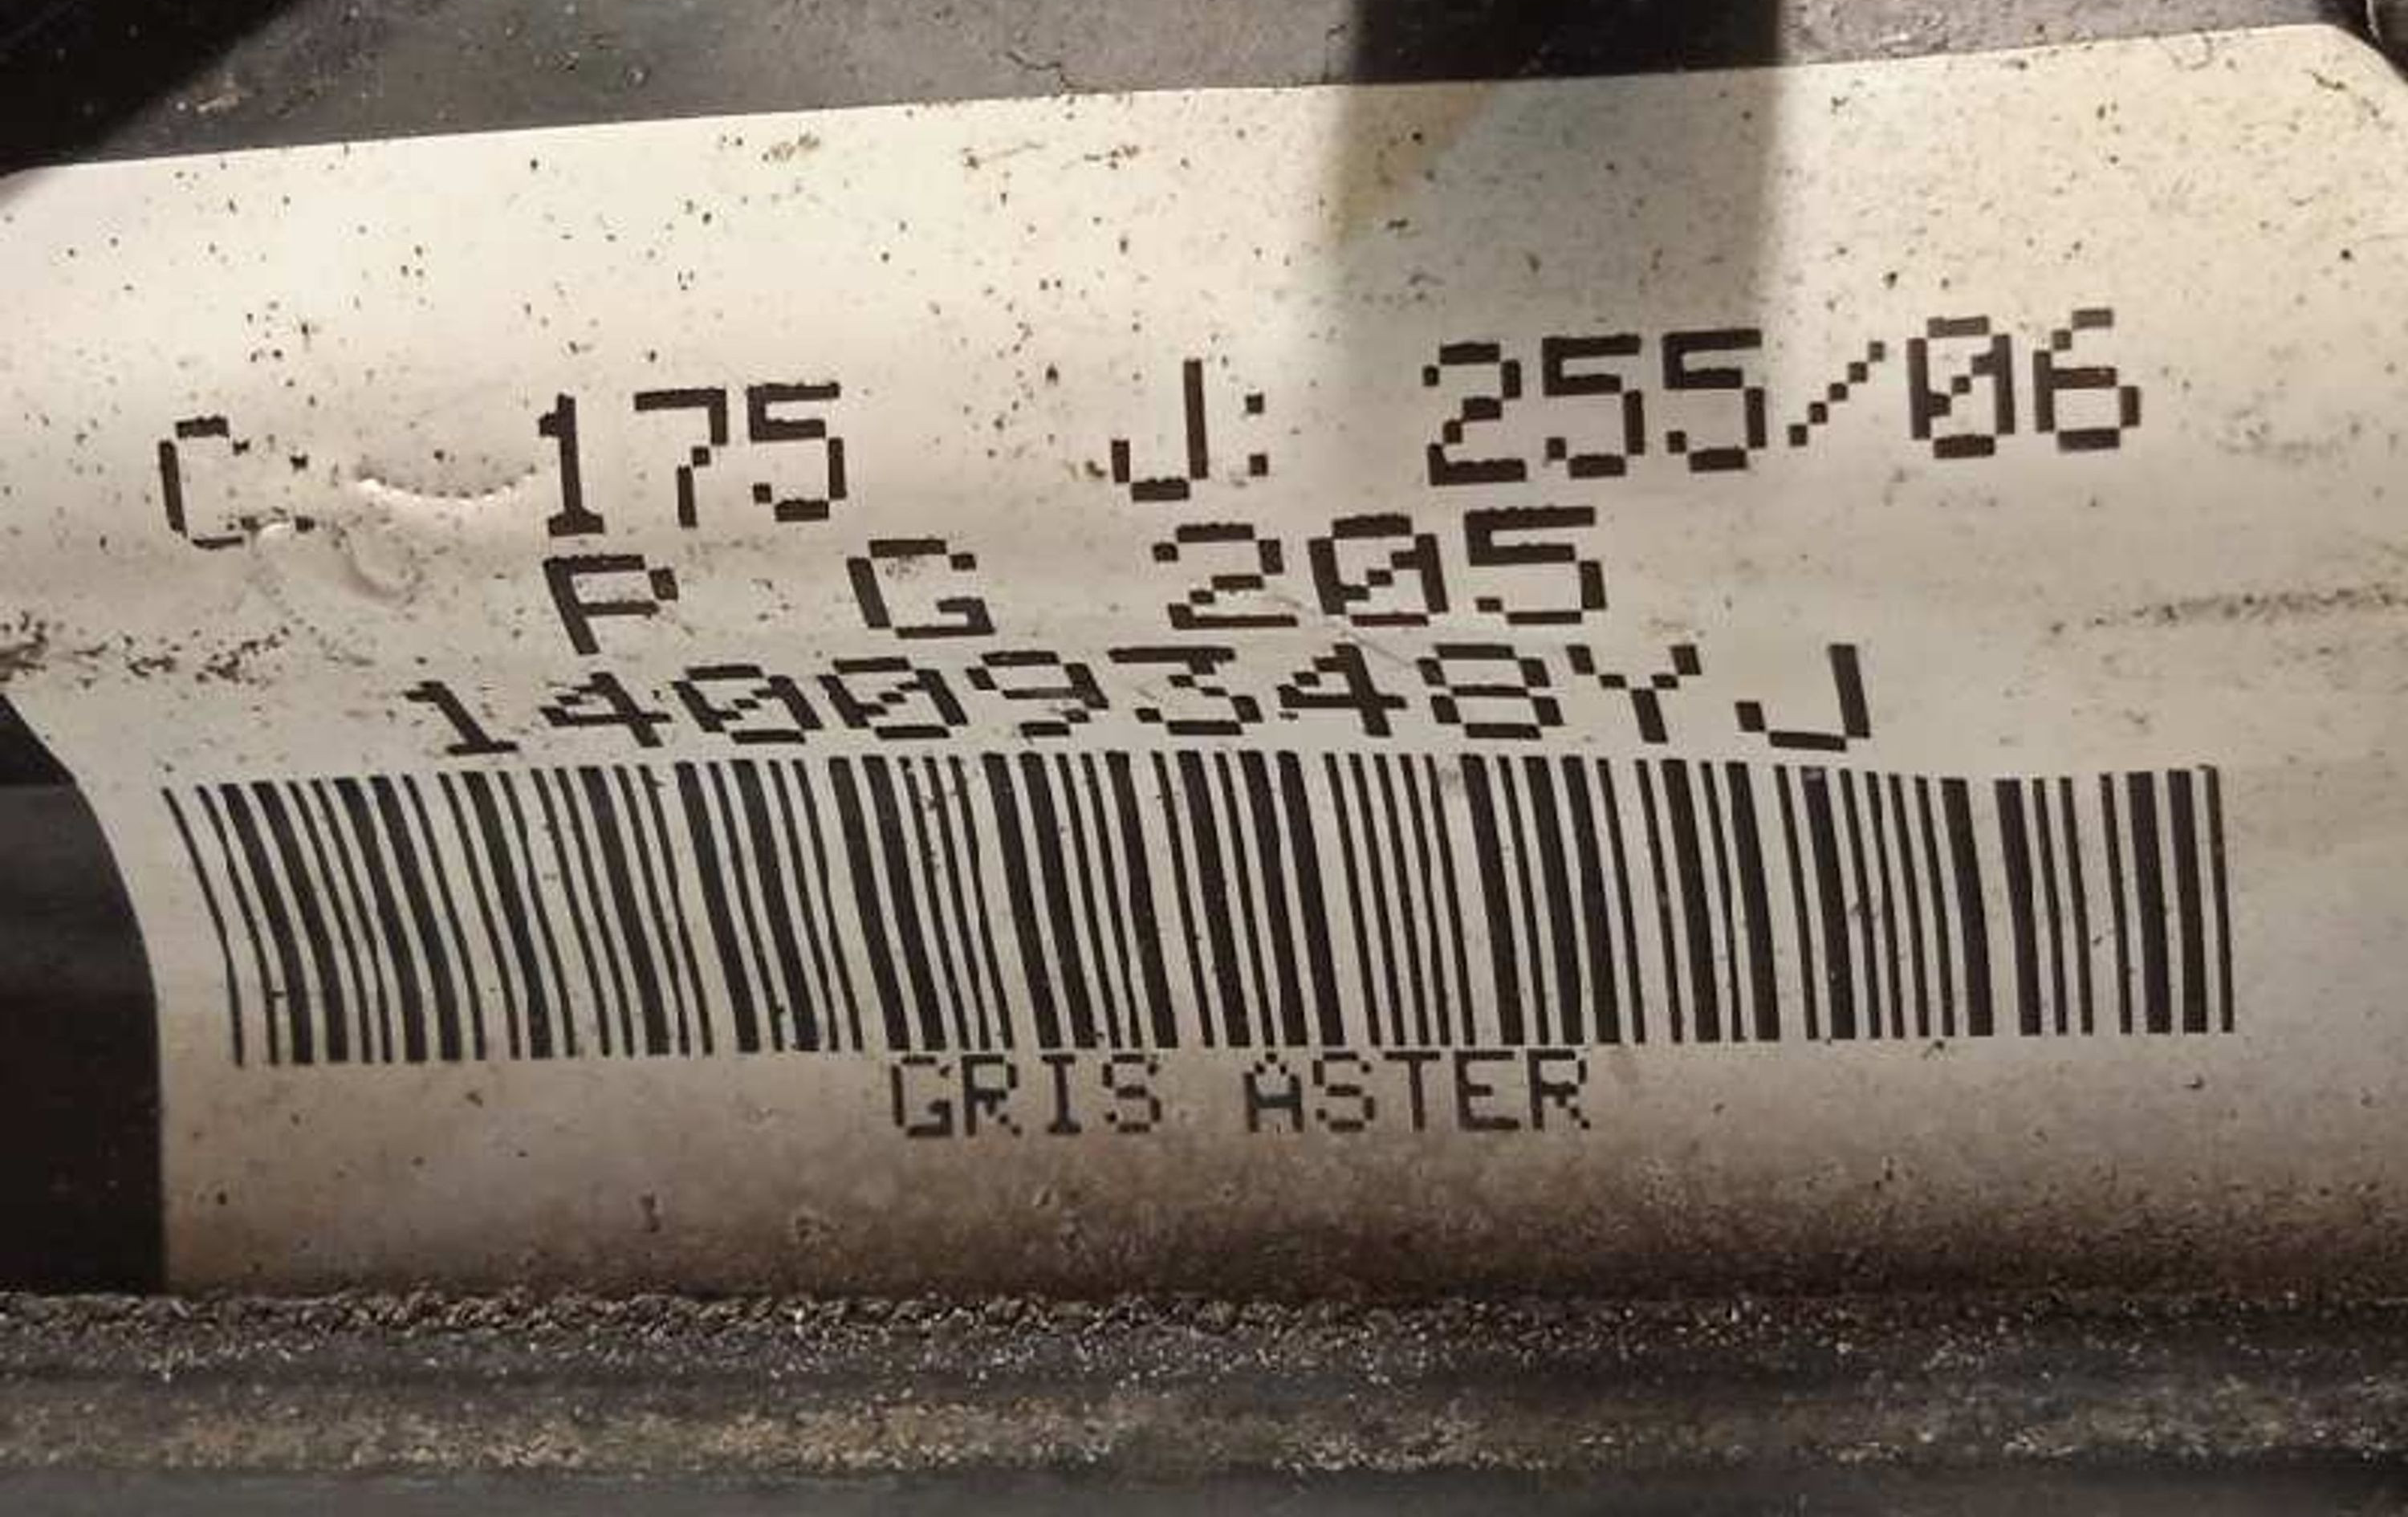 C: 175 J: 255/06
P G 205
14009348YJ
GRIS ASTER